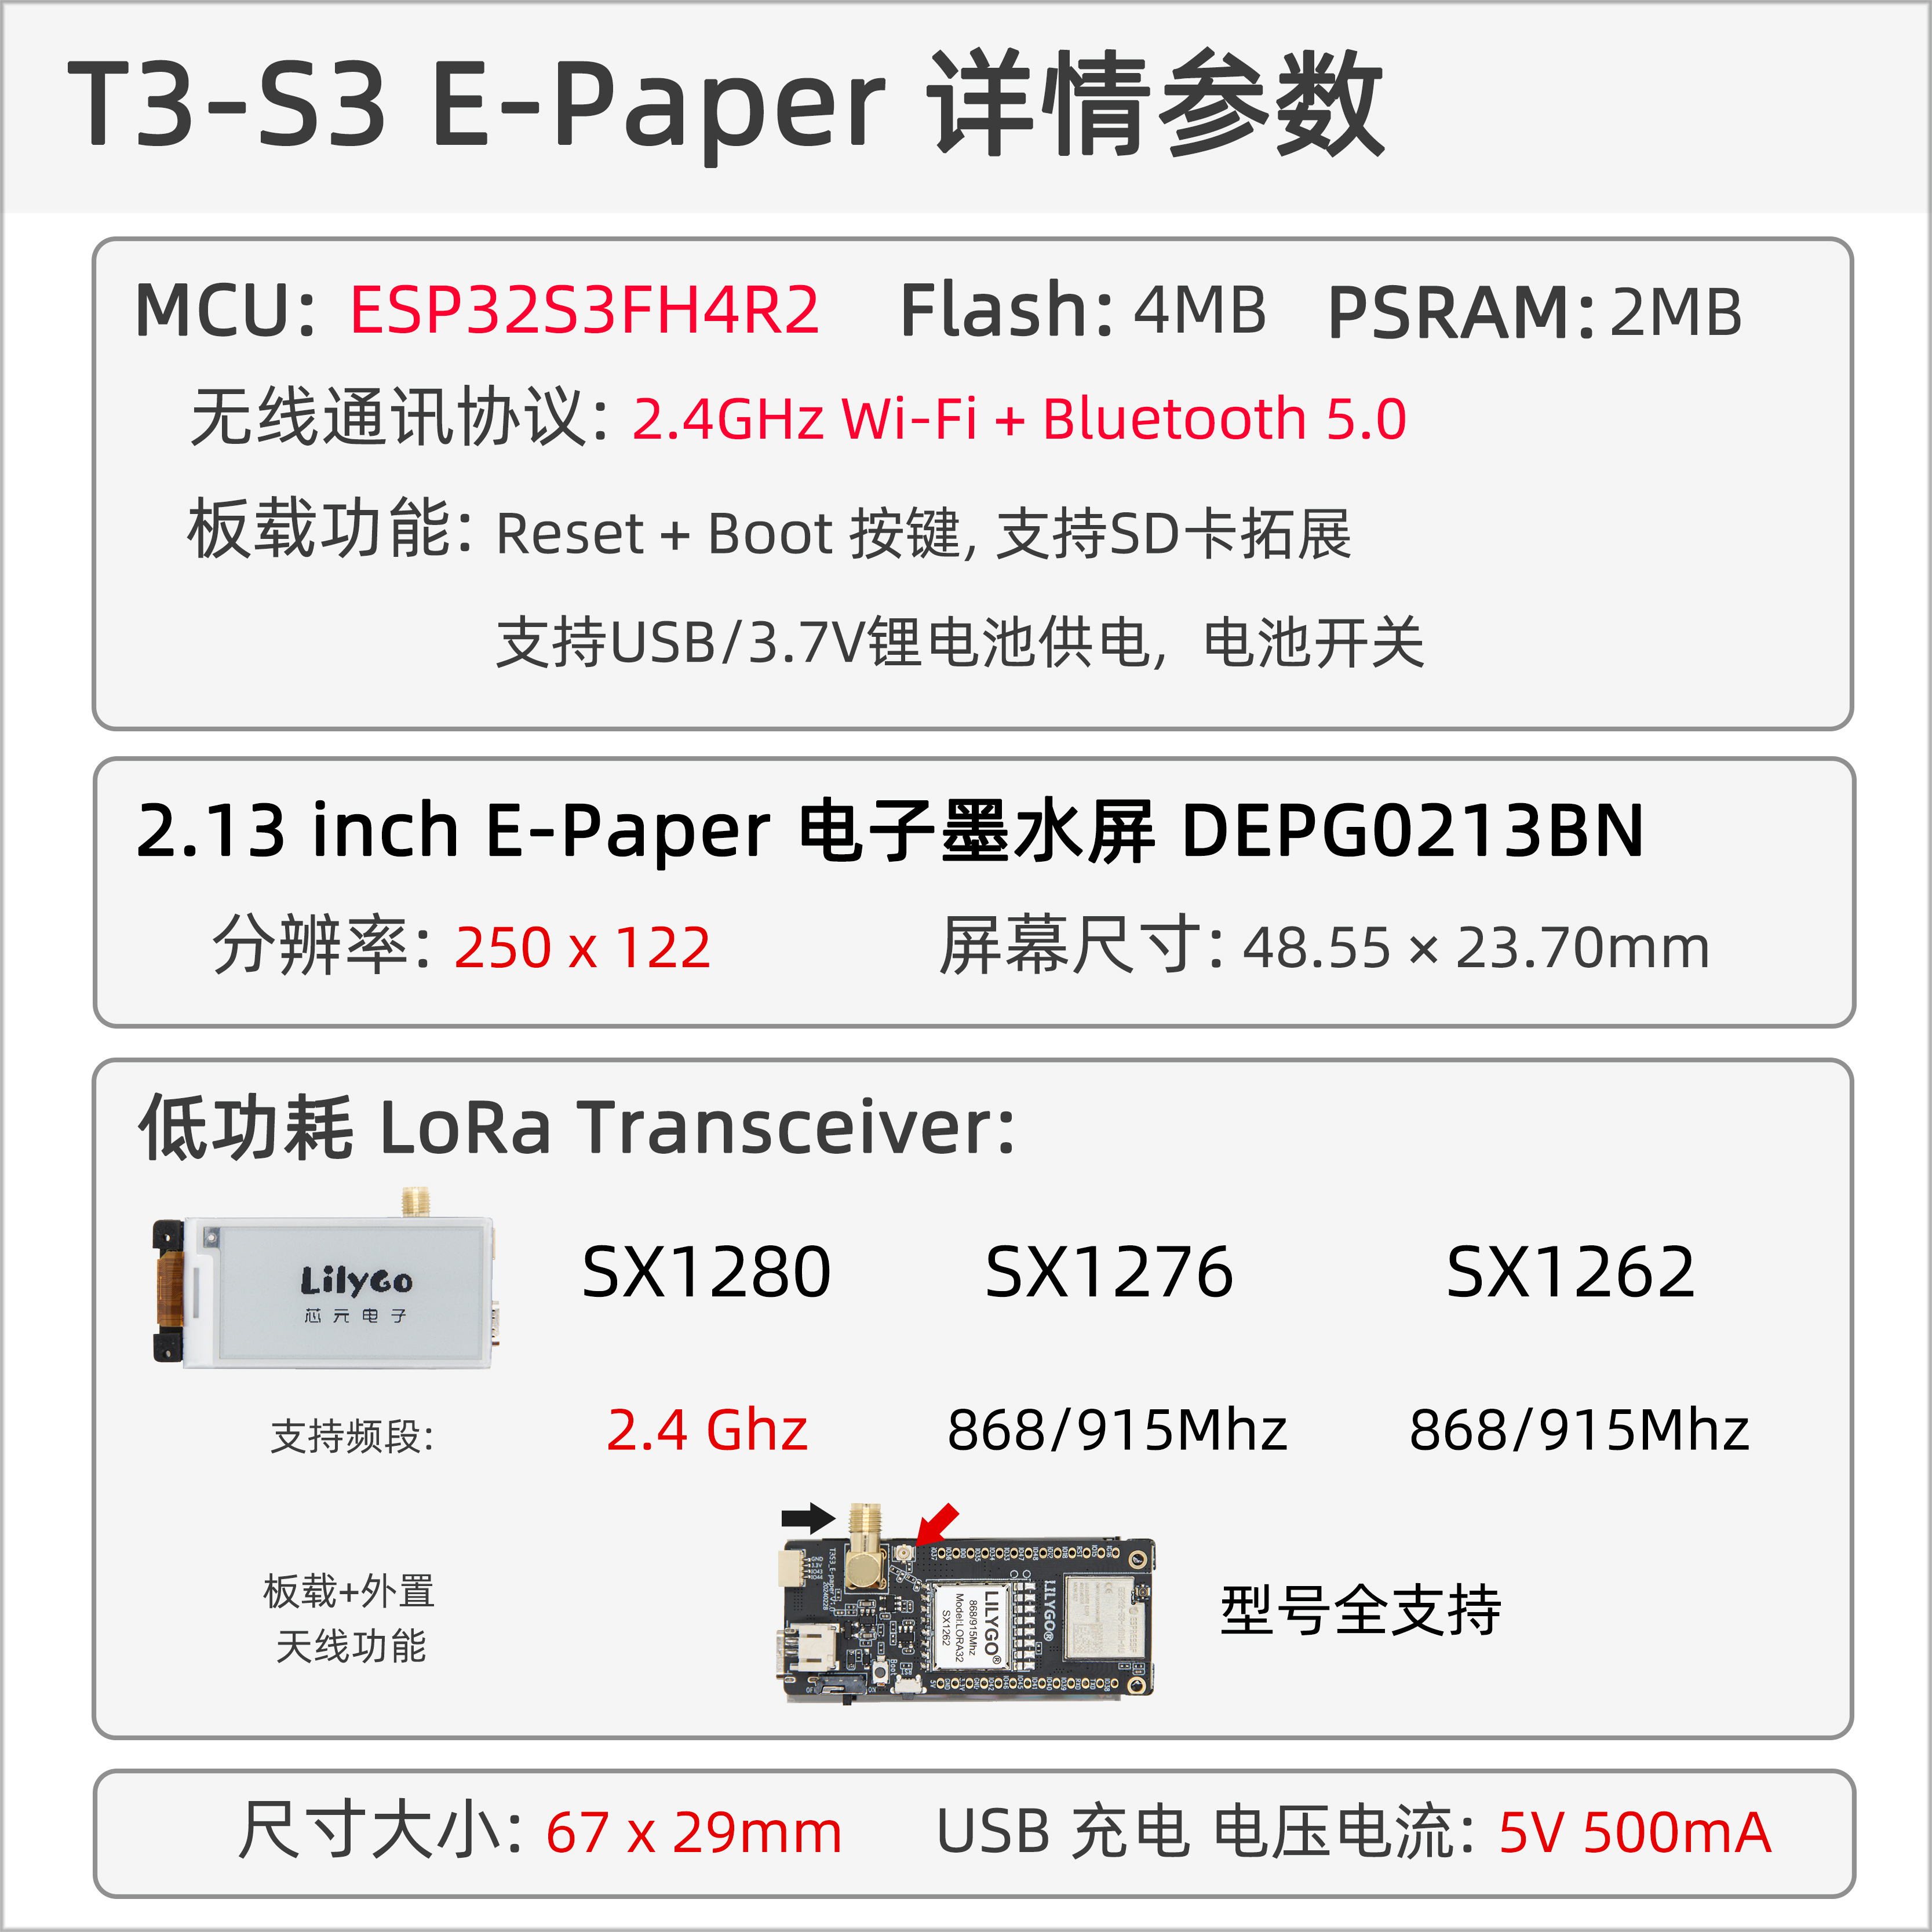 T3-S3 E-Paper 详情参数
MCU: ESP32S3FH4R2 Flash: 4MB PSRAM: 2MB
无线通讯协议: 2.4GHz Wi-Fi + Bluetooth 5.0
板载功能: Reset + Boot 按键, 支持SD卡拓展
支持USB/3.7V锂电池供电, 电池开关
2.13 inch E-Paper 电子墨水屏 DEPG0213BN
分辨率: 250 x 122 屏幕尺寸: 48.55 × 23.70mm
低功耗 LoRa Transceiver:
LilyGo
芯元电子
SX1280 SX1276 SX1262
支持频段: 2.4 Ghz 868/915Mhz 868/915Mhz
板载+外置
天线功能
LILYGO®
868/915Mhz
Model:LORA32
SX1262
LILYGO®
型号全支持
尺寸大小: 67 x 29mm USB 充电 电压电流: 5V 500mA